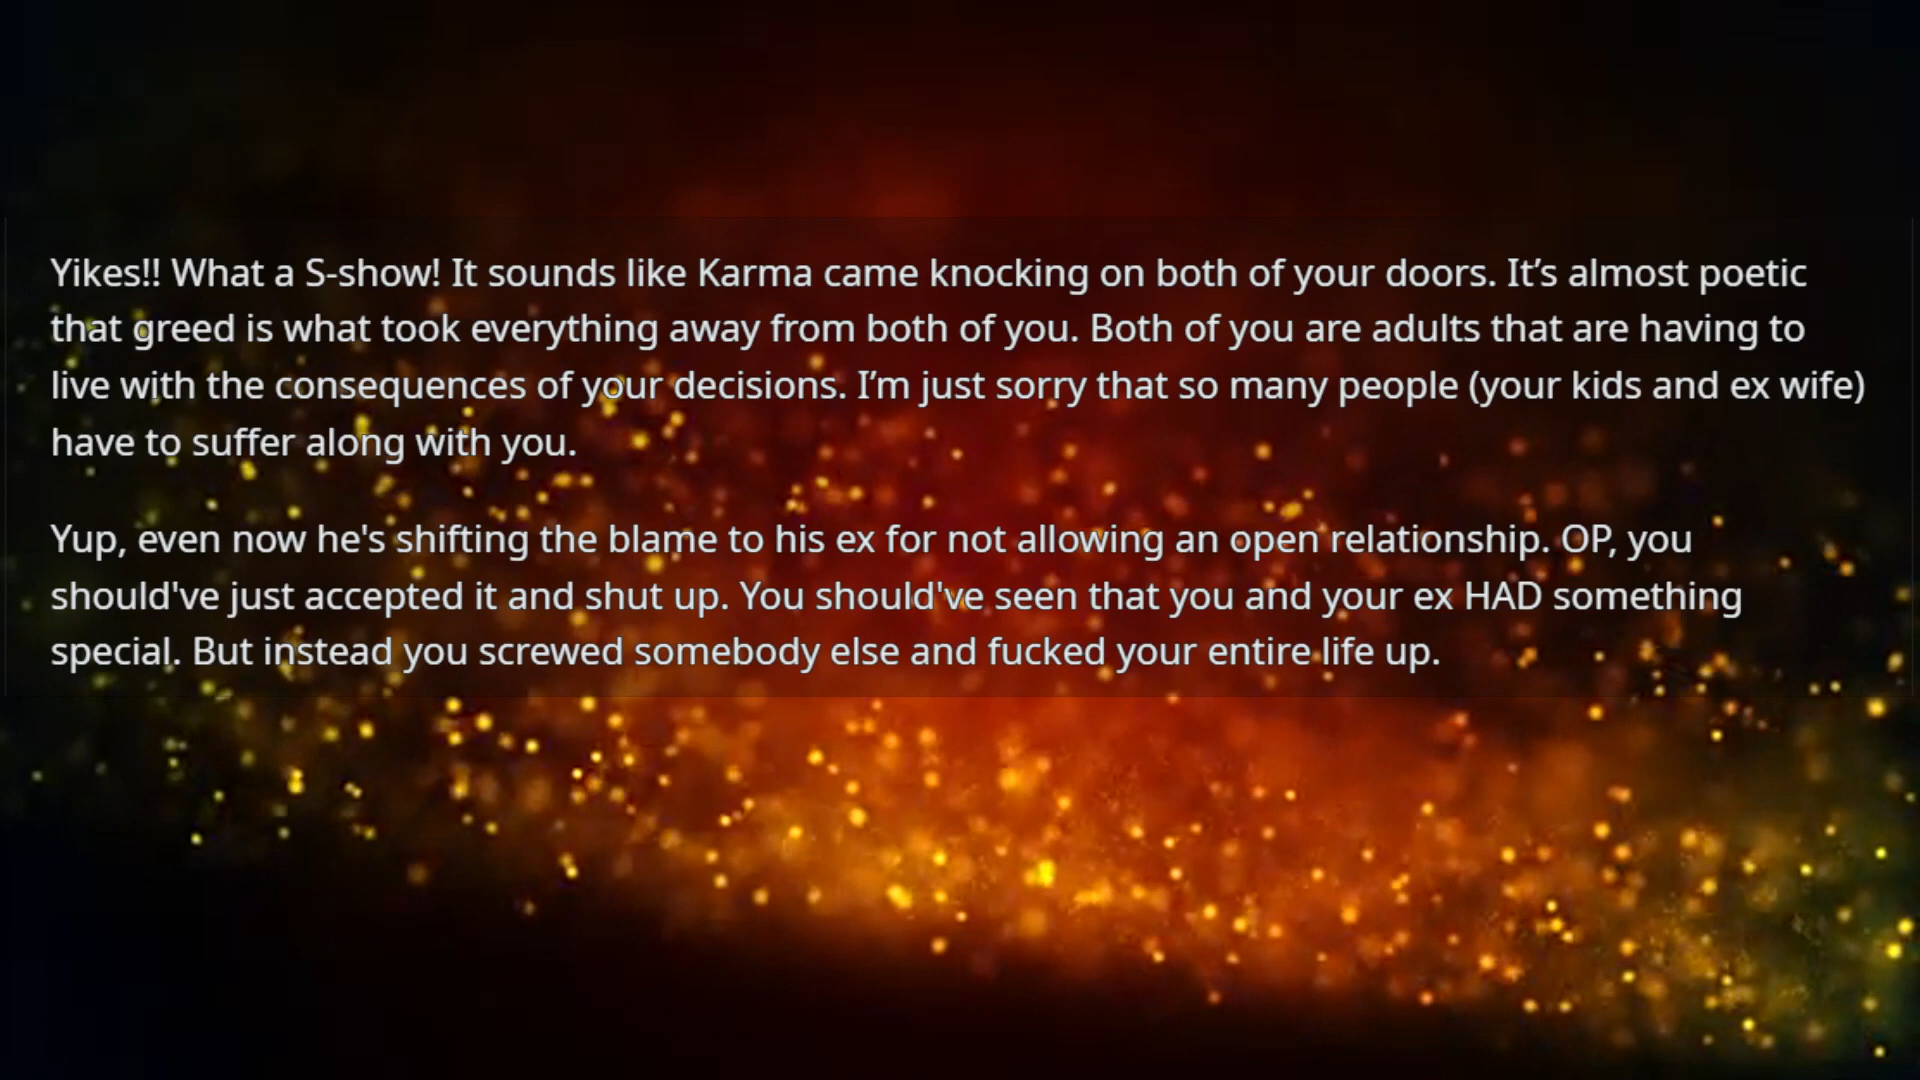 Yikes!! What a S-show! It sounds like Karma came knocking on both of your doors. It’s almost poetic
that greed is what took everything away from both of you. Both of you are adults that are having to
live with the consequences of your decisions. I’m just sorry that so many people (your kids and ex wife)
have to suffer along with you.
Yup, even now he's shifting the blame to his ex for not allowing an open relationship. OP, you
should've just accepted it and shut up. You should've seen that you and your ex HAD something
special. But instead you screwed somebody else and fucked your entire life up.